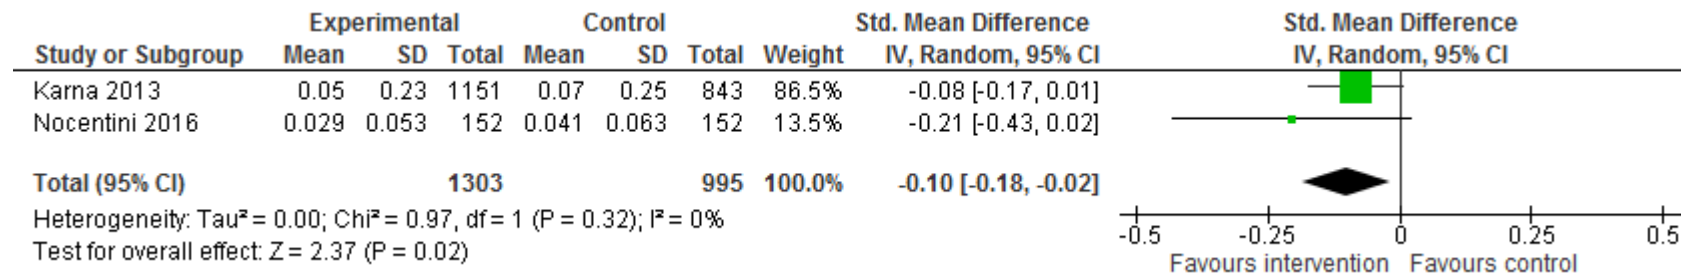 Experimental Control Std. Mean Difference Std. Mean Difference
Study or Subgroup Mean SD Total Mean SD Total Weight IV, Random, 95% CI IV, Random, 95% CI
Karna 2013 0.05 0.23 1151 0.07 0.25 843 86.5% -0.08 [-0.17, 0.01]
Nocentini 2016 0.029 0.053 152 0.041 0.063 152 13.5% -0.21 [-0.43, 0.02]
Total (95% CI) 1303 995 100.0% -0.10 [-0.18, -0.02]
Heterogeneity: Tau² = 0.00; Chi² = 0.97, df = 1 (P = 0.32); I² = 0%
Test for overall effect: Z = 2.37 (P = 0.02)
-0.5 -0.25 0 0.25 0.5
Favours intervention Favours control